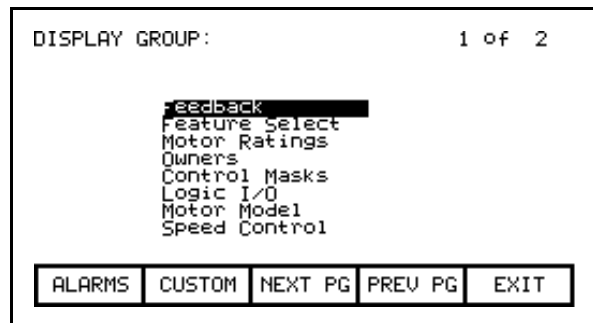 DISPLAY GROUP: 1 of 2
Feedback
Feature Select
Motor Ratings
Owners
Control Masks
Logic I/O
Motor Model
Speed Control
ALARMS CUSTOM NEXT PG PREV PG EXIT